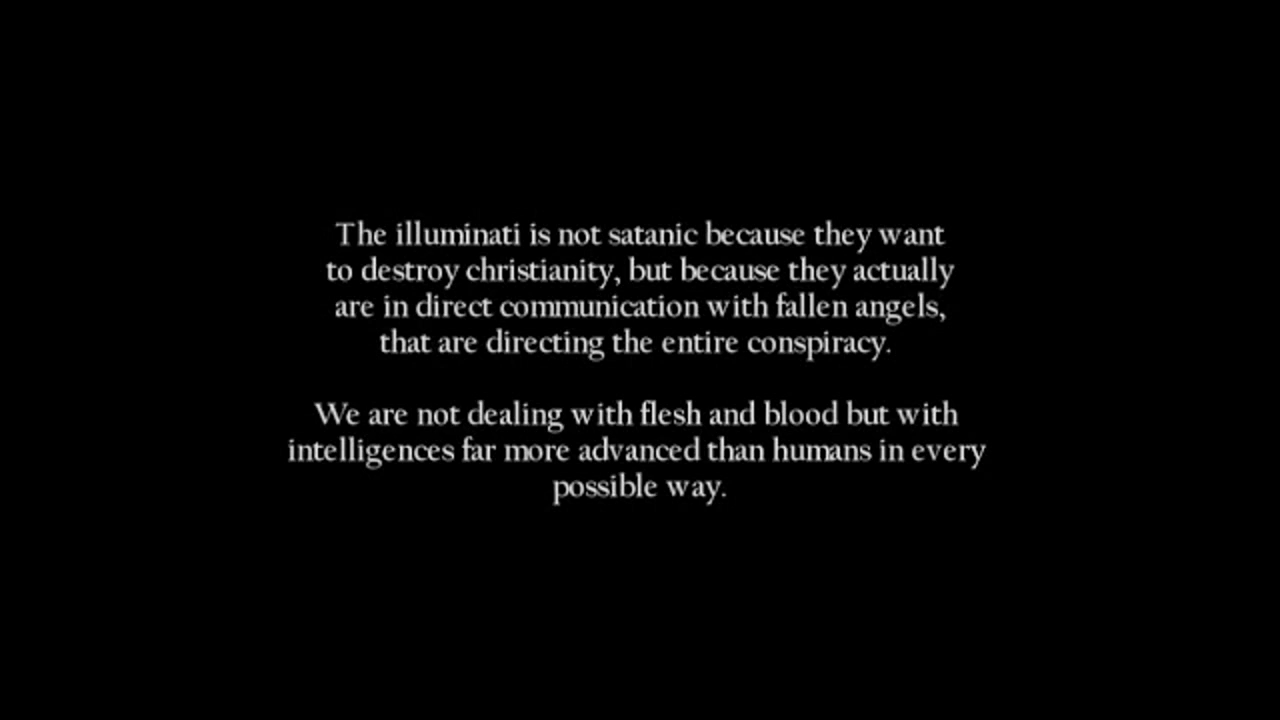 The illuminati is not satanic because they want
to destroy christianity, but because they actually
are in direct communication with fallen angels,
that are directing the entire conspiracy.
We are not dealing with flesh and blood but with
intelligences far more advanced than humans in every
possible way.